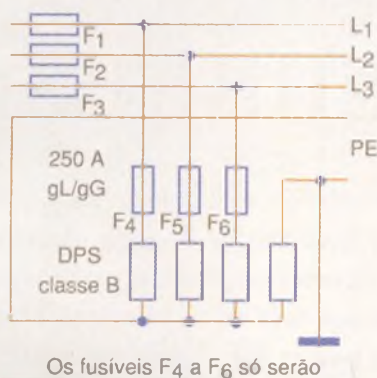 F₁ L₁
F₂ L₂
F₃ L₃
PE
250 A
gL/gG
F₄ F₅ F₆
DPS
classe B
Os fusíveis F₄ a F₆ só serão